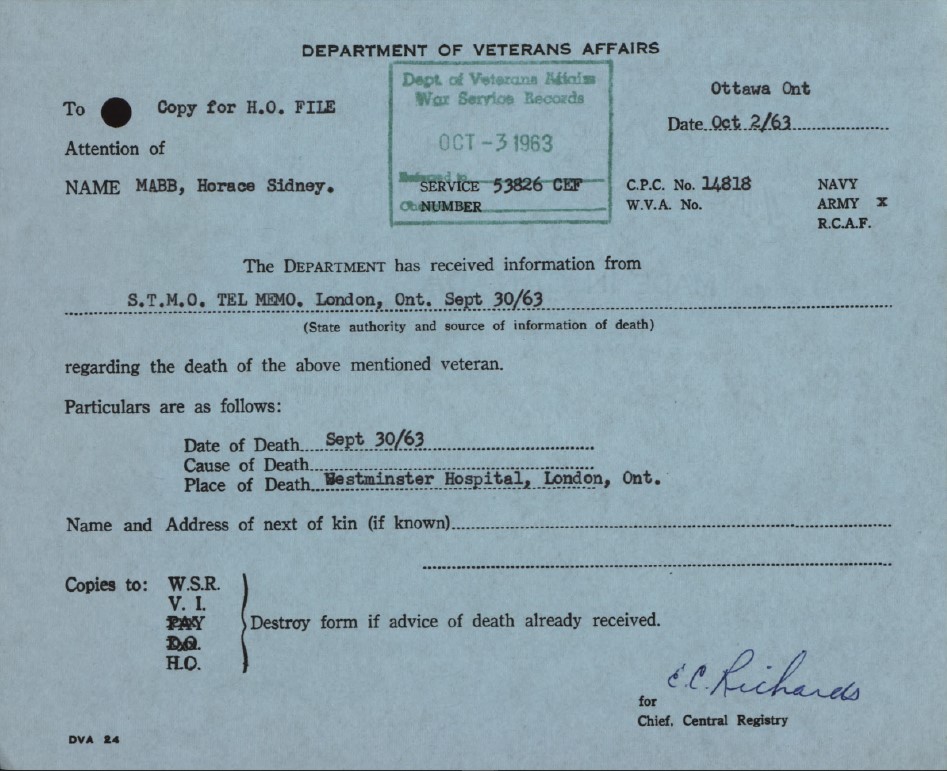 DEPARTMENT OF VETERANS AFFAIRS
Dept. of Veterans Affairs
War Service Records
OCT -3 1963
Ottawa Ont
To Copy for H.O. FILE
Date Oct 2/63
Attention of
NAME MABB, Horace Sidney.
SERVICE NUMBER 53826 CEF
C.P.C. No. 14818
W.V.A. No.
NAVY
ARMY X
R.C.A.F.
The DEPARTMENT has received information from
S.T.M.O. TEL MEMO. London, Ont. Sept 30/63
(State authority and source of information of death)
regarding the death of the above mentioned veteran.
Particulars are as follows:
Date of Death Sept 30/63
Cause of Death
Place of Death Westminster Hospital, London, Ont.
Name and Address of next of kin (if known)
Copies to: W.S.R.
V. I.
PAY
D.O.
H.O.
Destroy form if advice of death already received.
E.C. Richards
for
Chief, Central Registry
DVA 24